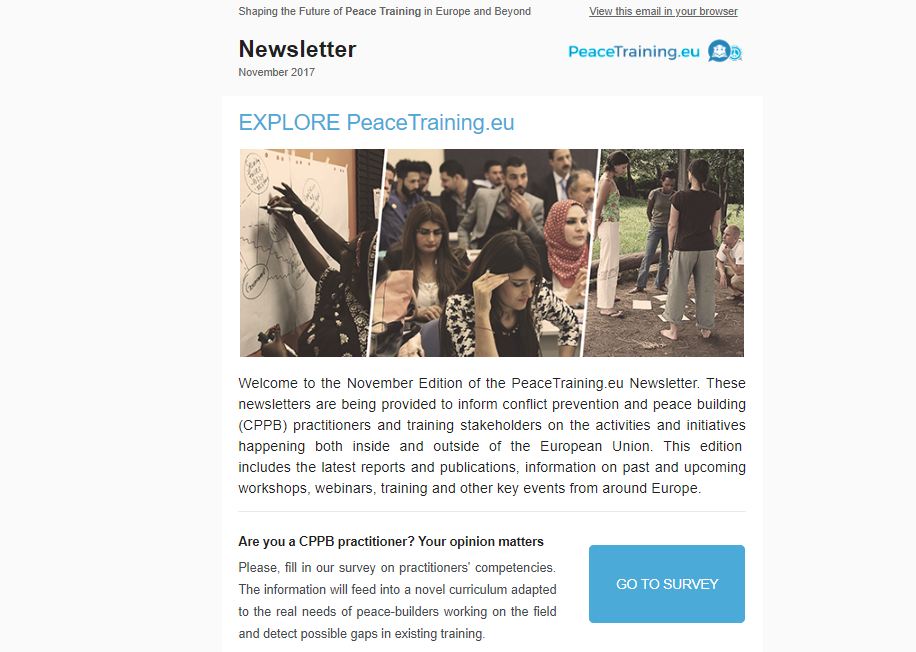 Shaping the Future of Peace Training in Europe and Beyond
View this email in your browser
Newsletter
PeaceTraining.eu
November 2017
EXPLORE PeaceTraining.eu
Welcome to the November Edition of the PeaceTraining.eu Newsletter. These
newsletters are being provided to inform conflict prevention and peace building
(CPPB) practitioners and training stakeholders on the activities and initiatives
happening both inside and outside of the European Union. This edition
includes the latest reports and publications, information on past and upcoming
workshops, webinars, training and other key events from around Europe.
Are you a CPPB practitioner? Your opinion matters
Please, fill in our survey on practitioners' competencies.
The information will feed into a novel curriculum adapted
to the real needs of peace-builders working on the field
and detect possible gaps in existing training.
GO TO SURVEY